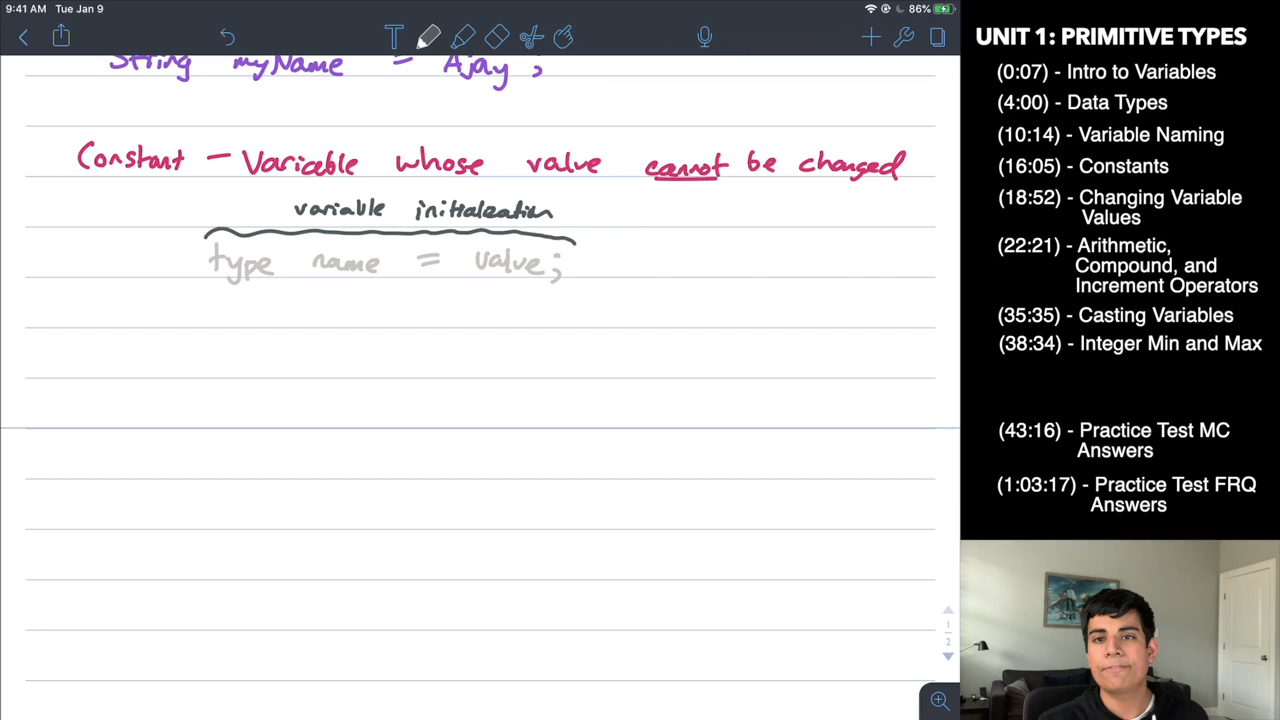 9:41 AM Tue Jan 9
86%
String myName = Ajay;
Constant - Variable whose value cannot be changed
variable initialization
type name = value;
1
2
UNIT 1: PRIMITIVE TYPES
(0:07) - Intro to Variables
(4:00) - Data Types
(10:14) - Variable Naming
(16:05) - Constants
(18:52) - Changing Variable
Values
(22:21) - Arithmetic,
Compound, and
Increment Operators
(35:35) - Casting Variables
(38:34) - Integer Min and Max
(43:16) - Practice Test MC
Answers
(1:03:17) - Practice Test FRQ
Answers